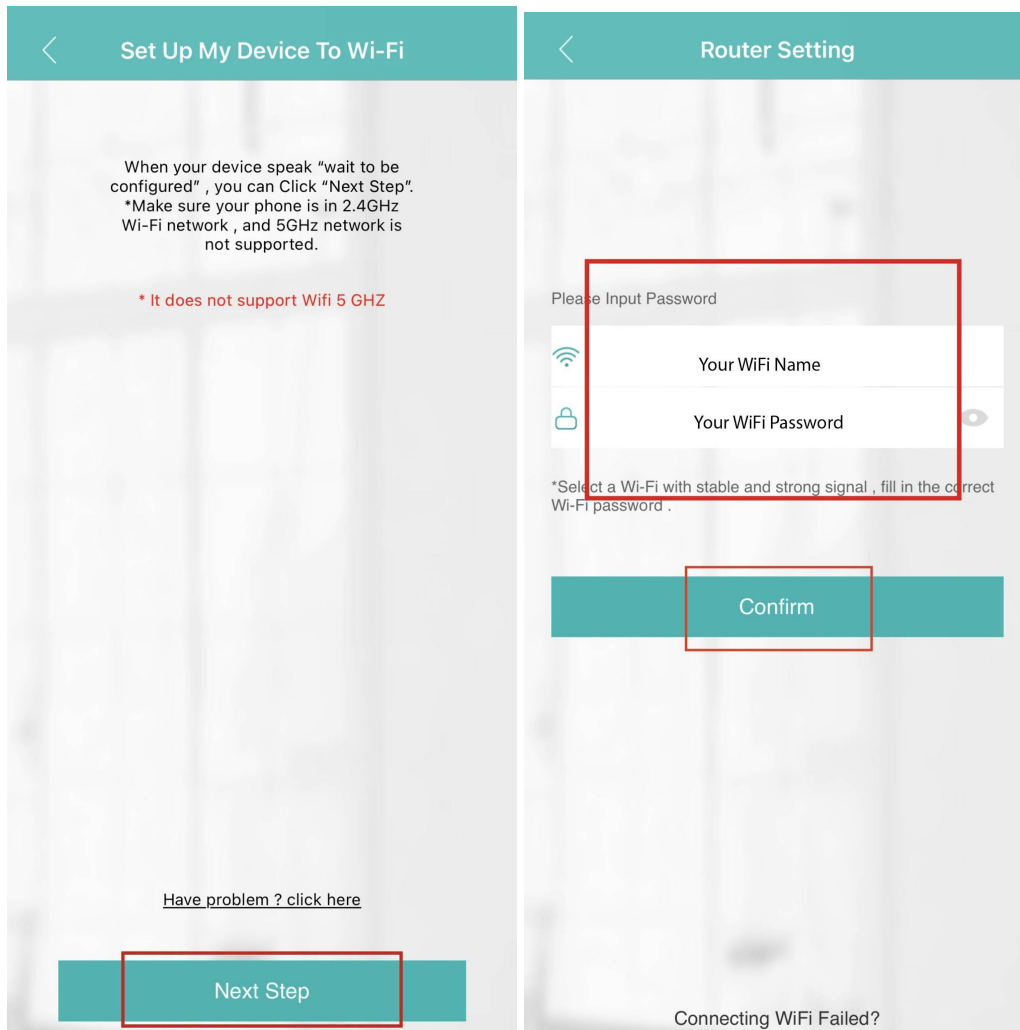 Set Up My Device To Wi-Fi
When your device speak “wait to be
configured” , you can Click “Next Step”.
*Make sure your phone is in 2.4GHz
Wi-Fi network , and 5GHz network is
not supported.
* It does not support Wifi 5 GHZ
Have problem ? click here
Next Step
Router Setting
Please Input Password
Your WiFi Name
Your WiFi Password
*Select a Wi-Fi with stable and strong signal , fill in the correct
Wi-Fi password .
Confirm
Connecting WiFi Failed?